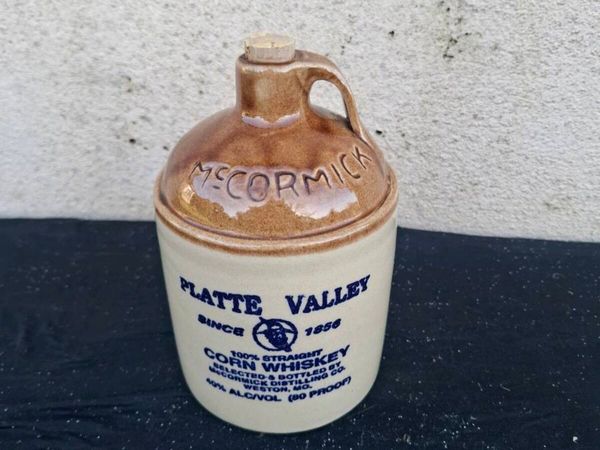 McCORMICK
PLATTE VALLEY
SINCE 1856
100% STRAIGHT
CORN WHISKEY
SELECTED & BOTTLED BY
McCORMICK DISTILLING CO.
WESTON, MO.
40% ALC/VOL (80 PROOF)